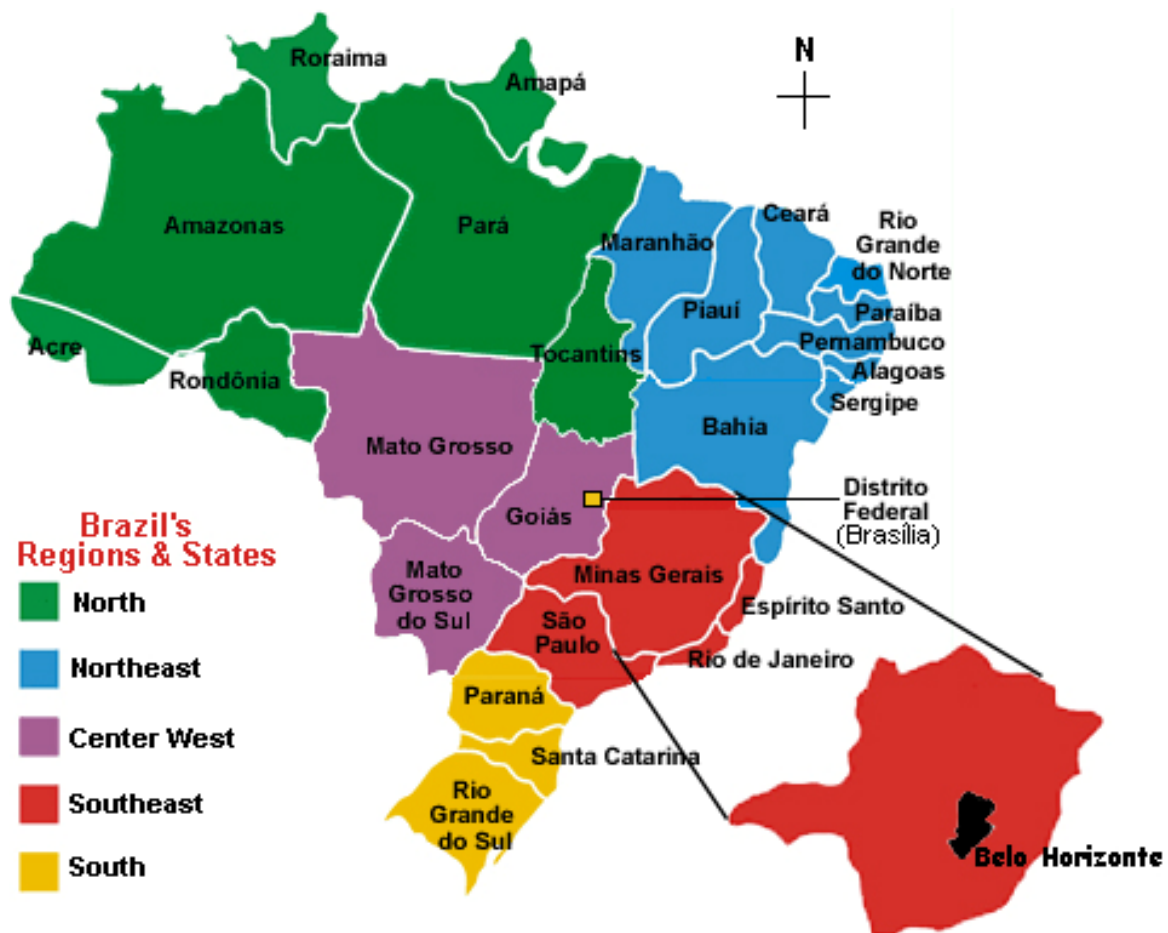 N
Roraima
Amapá
Amazonas
Pará
Maranhão
Ceará
Rio
Grande
do Norte
Piauí
Paraíba
Pernambuco
Alagoas
Sergipe
Acre
Rondônia
Tocantins
Bahia
Mato Grosso
Goiás
Distrito
Federal
(Brasília)
Mato
Grosso
do Sul
Minas Gerais
Espírito Santo
São
Paulo
Rio de Janeiro
Paraná
Santa Catarina
Rio
Grande
do Sul
Brazil's
Regions & States
North
Northeast
Center West
Southeast
South
Belo Horizonte